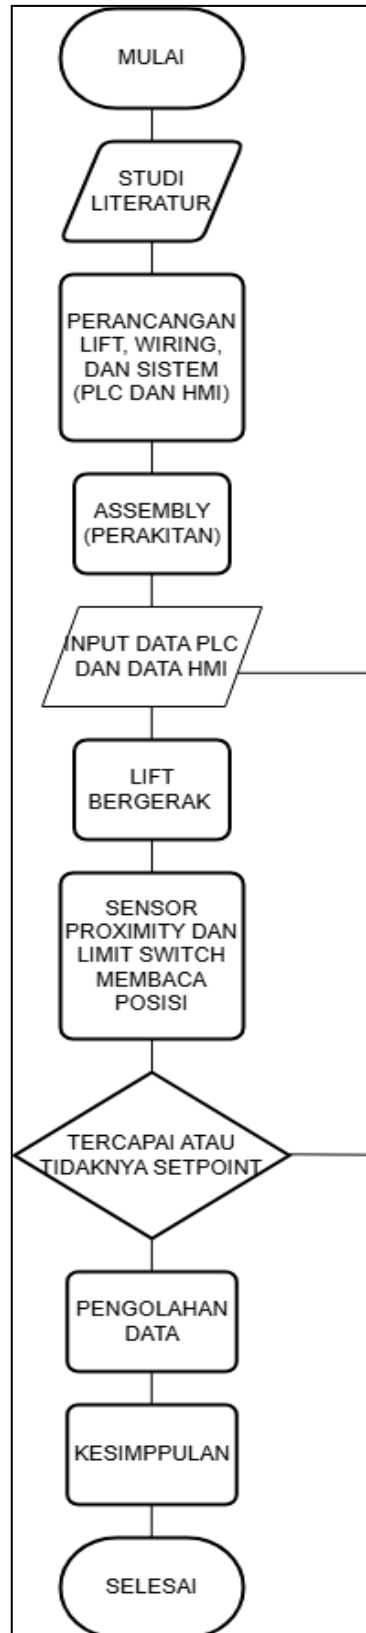 MULAI
STUDI
LITERATUR
PERANCANGAN
LIFT, WIRING,
DAN SISTEM
(PLC DAN HMI)
ASSEMBLY
(PERAKITAN)
INPUT DATA PLC
DAN DATA HMI
LIFT
BERGERAK
SENSOR
PROXIMITY DAN
LIMIT SWITCH
MEMBACA
POSISI
TERCAPAI ATAU
TIDAKNYA SETPOINT
PENGOLAHAN
DATA
KESIMPPULAN
SELESAI